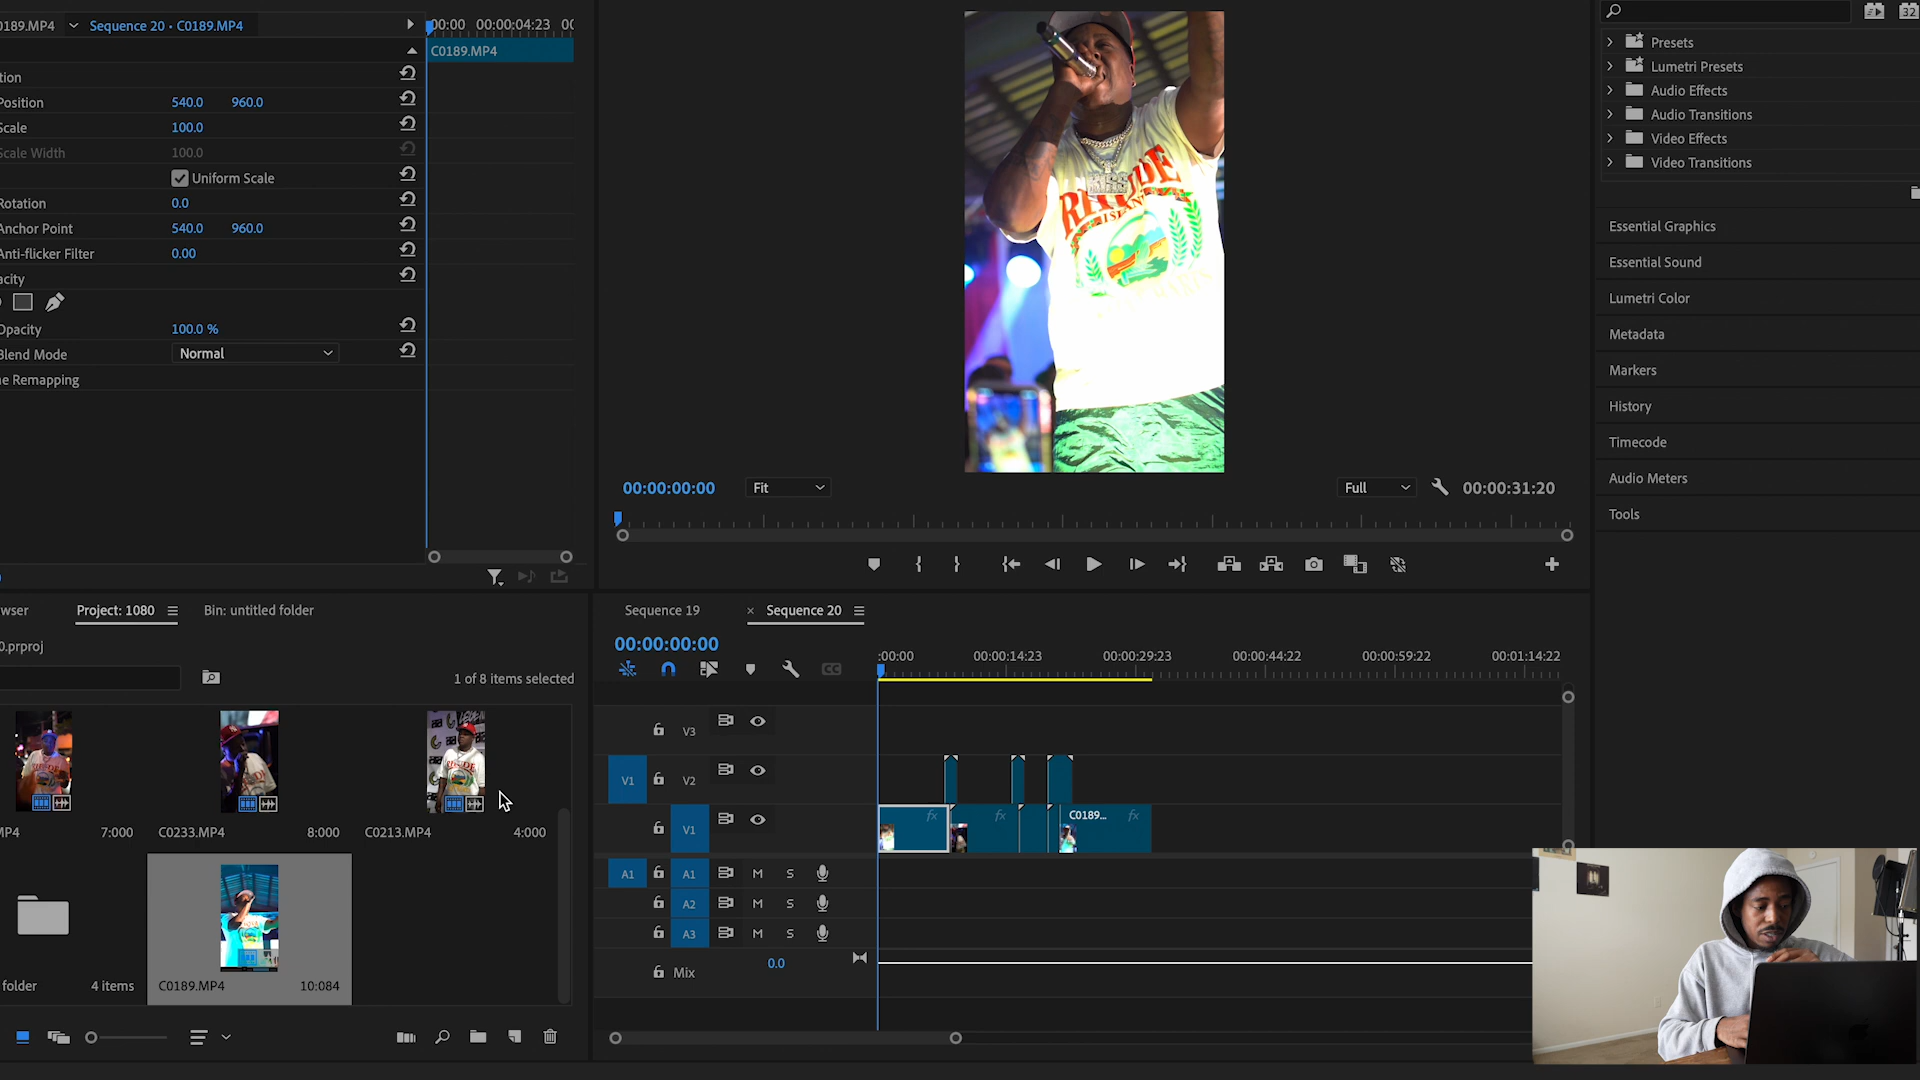 0189.MP4
Sequence 20 • C0189.MP4
00:00
00:00:04:23
00
C0189.MP4
tion
Position
540.0
960.0
Scale
100.0
Scale Width
100.0
Uniform Scale
Rotation
0.0
Anchor Point
540.0
960.0
Anti-flicker Filter
0.00
acity
Opacity
100.0 %
Blend Mode
Normal
e Remapping
RHODE
ISLAND
00:00:00:00
Fit
Full
00:00:31:20
32
Presets
Lumetri Presets
Audio Effects
Audio Transitions
Video Effects
Video Transitions
Essential Graphics
Essential Sound
Lumetri Color
Metadata
Markers
History
Timecode
Audio Meters
Tools
wser
Project: 1080
Bin: untitled folder
0.prproj
1 of 8 items selected
MP4
7:000
C0233.MP4
8:000
C0213.MP4
4:000
folder
4 items
C0189.MP4
10:084
Sequence 19
Sequence 20
00:00:00:00
:00:00
00:00:14:23
00:00:29:23
00:00:44:22
00:00:59:22
00:01:14:22
V3
V1
V2
V1
fx
fx
C0189...
fx
A1
A1
M
S
A2
M
S
A3
M
S
Mix
0.0